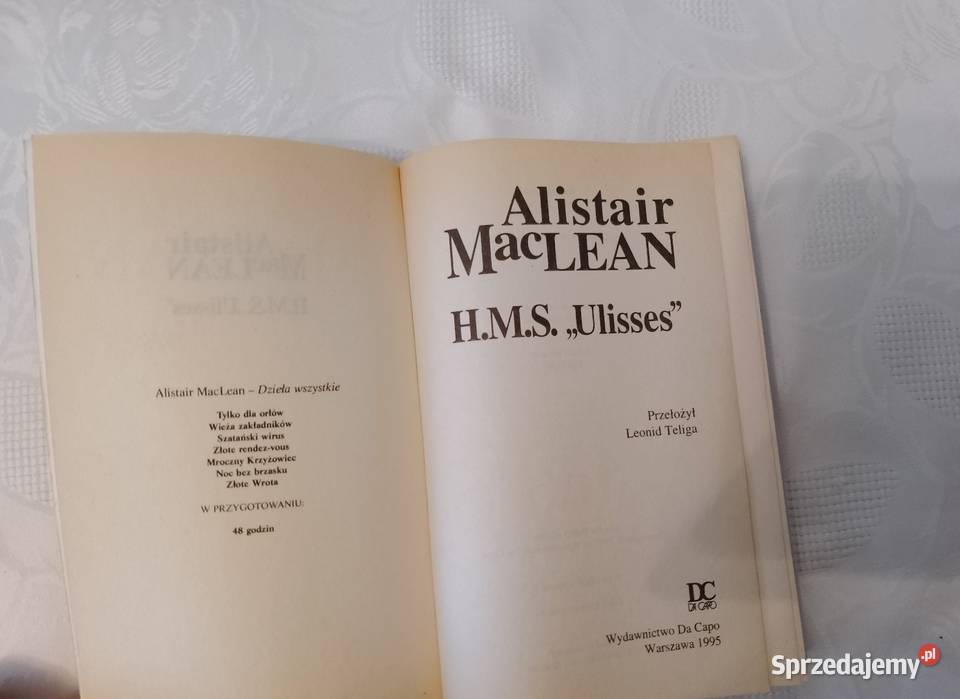 Alistair MacLean – Dzieła wszystkie
Tylko dla orłów
Wieża zakładników
Szatański wirus
Złote rendez-vous
Mroczny Krzyżowiec
Noc bez brzasku
Złote Wrota
W PRZYGOTOWANIU:
48 godzin
Alistair
MacLEAN
H.M.S. „Ulisses”
Przełożył
Leonid Teliga
DC
DA CAPO
Wydawnictwo Da Capo
Warszawa 1995
Sprzedajemy.pl